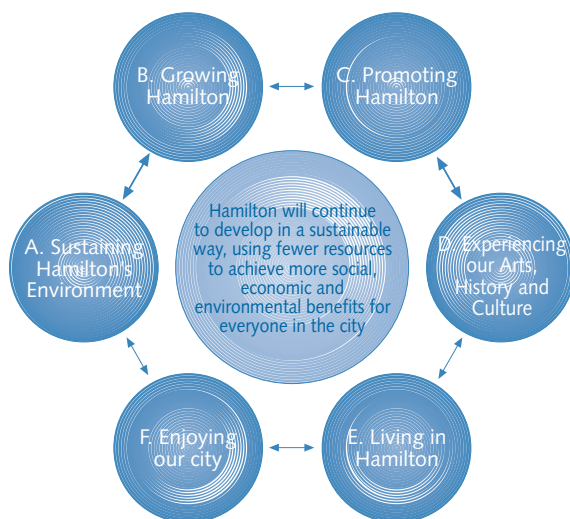 B. Growing
Hamilton
C. Promoting
Hamilton
Hamilton will continue
to develop in a sustainable
way, using fewer resources
to achieve more social,
economic and
environmental benefits for
everyone in the city
A. Sustaining
Hamilton's
Environment
D. Experiencing
our Arts,
History and
Culture
F. Enjoying
our city
E. Living in
Hamilton